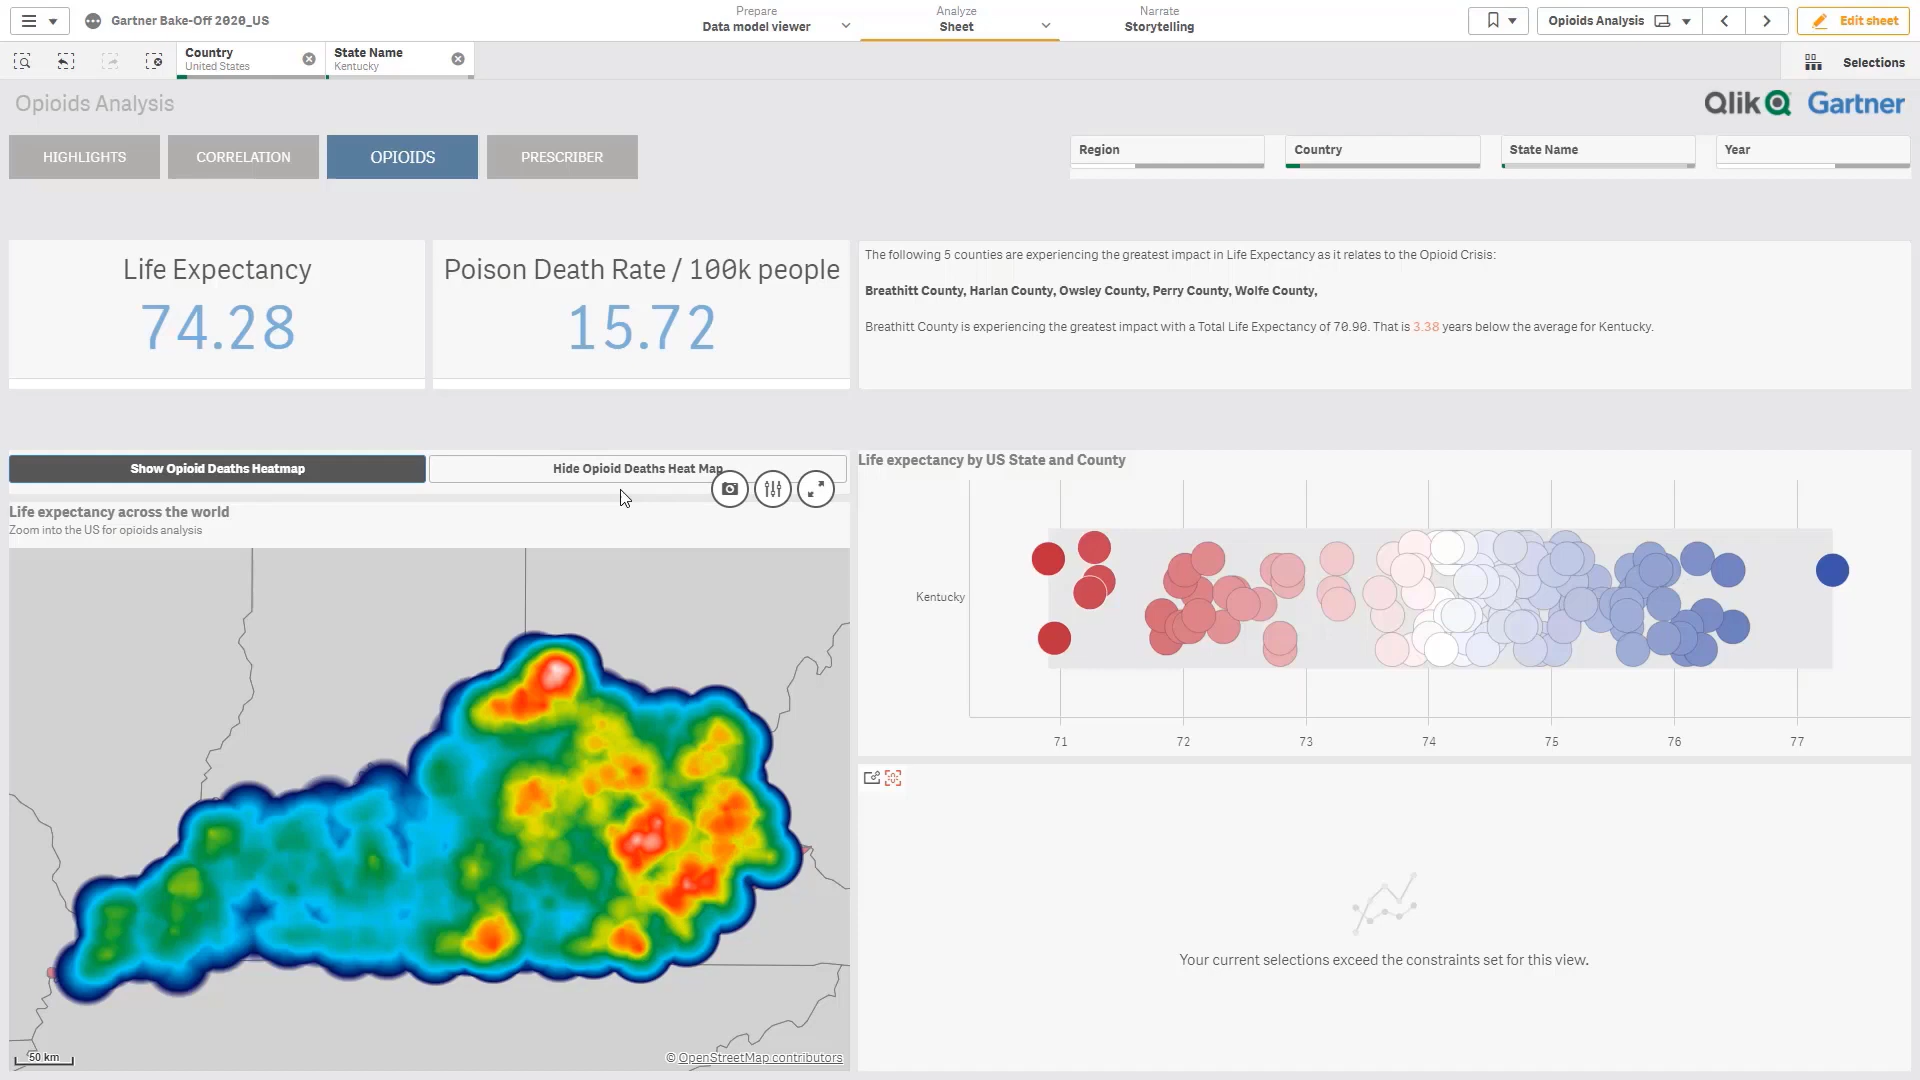 Gartner Bake-Off 2020_US
Prepare
Data model viewer
Analyze
Sheet
Narrate
Storytelling
Opioids Analysis
Edit sheet
Country
United States
State Name
Kentucky
Selections
Opioids Analysis
Qlik Gartner
HIGHLIGHTS
CORRELATION
OPIOIDS
PRESCRIBER
Region
Country
State Name
Year
Life Expectancy
74.28
Poison Death Rate / 100k people
15.72
The following 5 counties are experiencing the greatest impact in Life Expectancy as it relates to the Opioid Crisis:
Breathitt County, Harlan County, Owsley County, Perry County, Wolfe County,
Breathitt County is experiencing the greatest impact with a Total Life Expectancy of 70.90. That is 3.38 years below the average for Kentucky.
Show Opioid Deaths Heatmap
Hide Opioid Deaths Heat Map
Life expectancy across the world
Zoom into the US for opioids analysis
50 km
© OpenStreetMap contributors
Life expectancy by US State and County
Kentucky
71 72 73 74 75 76 77
Your current selections exceed the constraints set for this view.